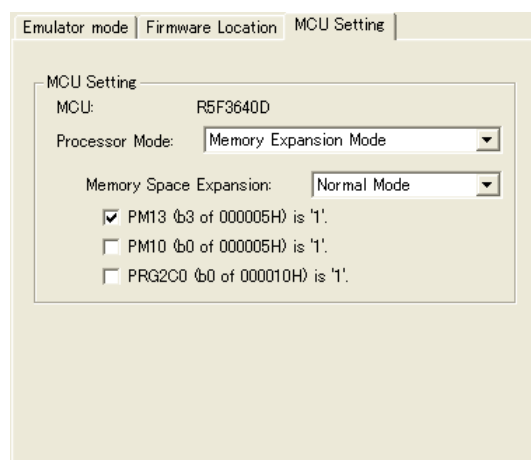 Emulator mode Firmware Location MCU Setting
MCU Setting
MCU: R5F3640D
Processor Mode: Memory Expansion Mode
Memory Space Expansion: Normal Mode
PM13 (b3 of 000005H) is '1'.
PM10 (b0 of 000005H) is '1'.
PRG2C0 (b0 of 000010H) is '1'.